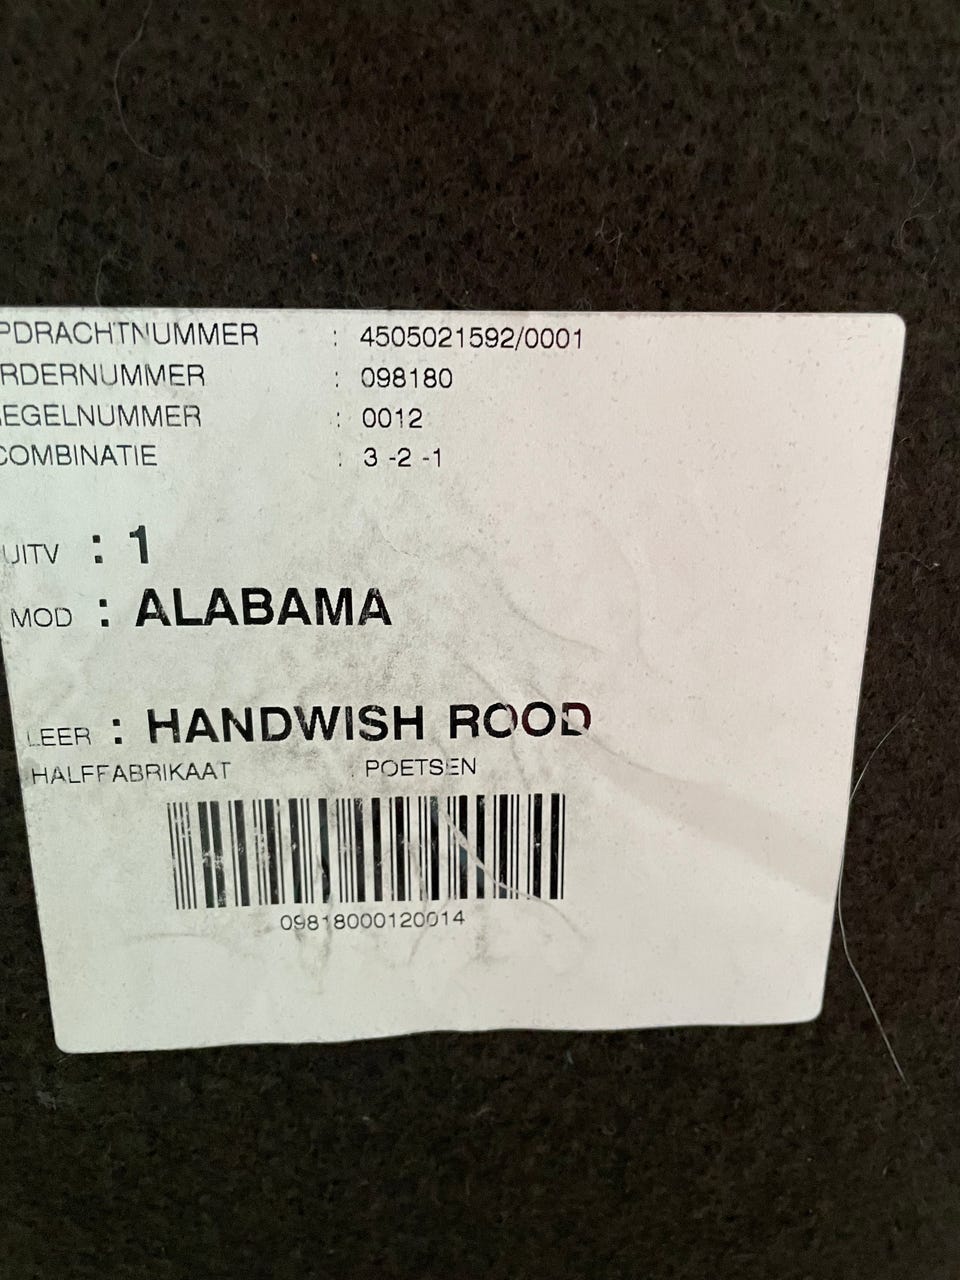 PDRACHTNUMMER : 4505021592/0001
RDERNUMMER : 098180
EGELNUMMER : 0012
COMBINATIE : 3 -2 -1
UITV : 1
MOD : ALABAMA
LEER : HANDWISH ROOD
HALFFABRIKAAT : POETSEN
09818000120014